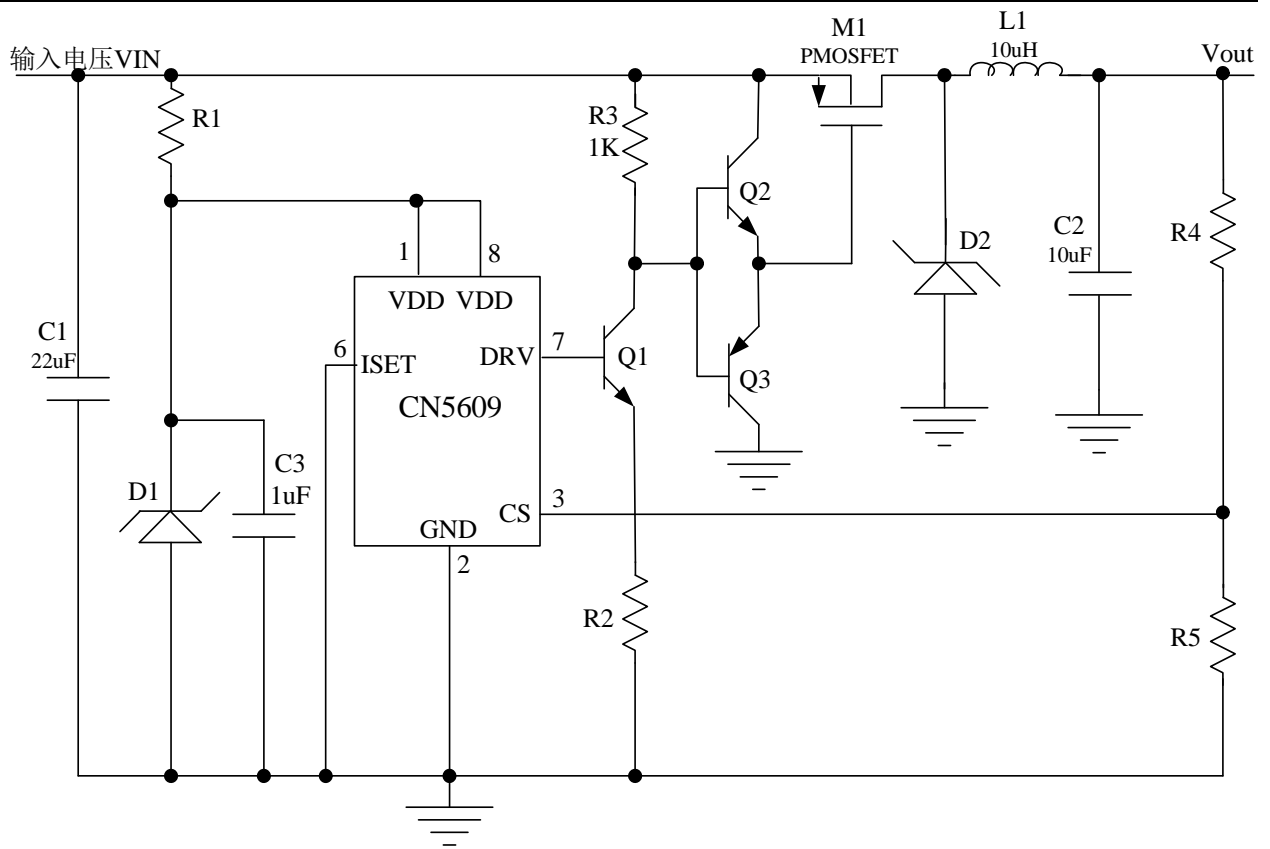 输入电压VIN
M1
PMOSFET
L1
10uH
Vout
R1
R3
1K
Q2
R4
C2
10uF
D2
1
8
VDD VDD
C1
22uF
6
ISET
DRV
7
Q1
Q3
CN5609
C3
1uF
D1
CS
3
GND
2
R2
R5